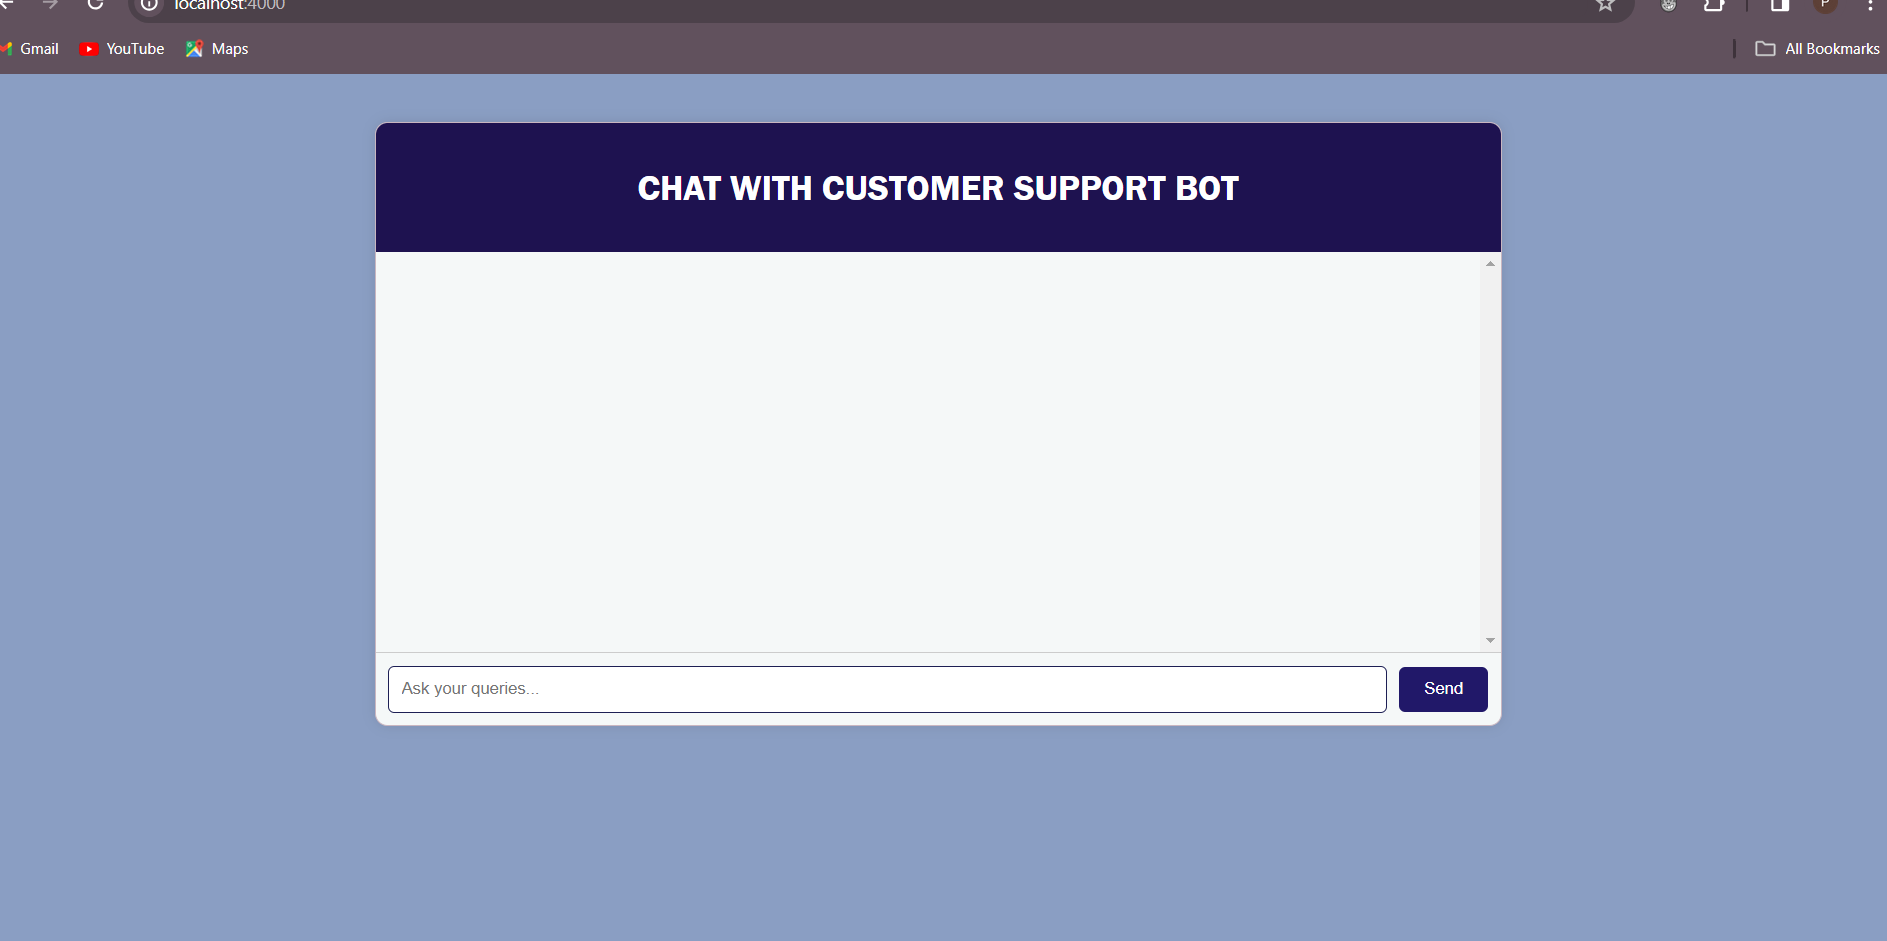 localhost:4000
P
Gmail YouTube Maps All Bookmarks
CHAT WITH CUSTOMER SUPPORT BOT
Ask your queries...
Send